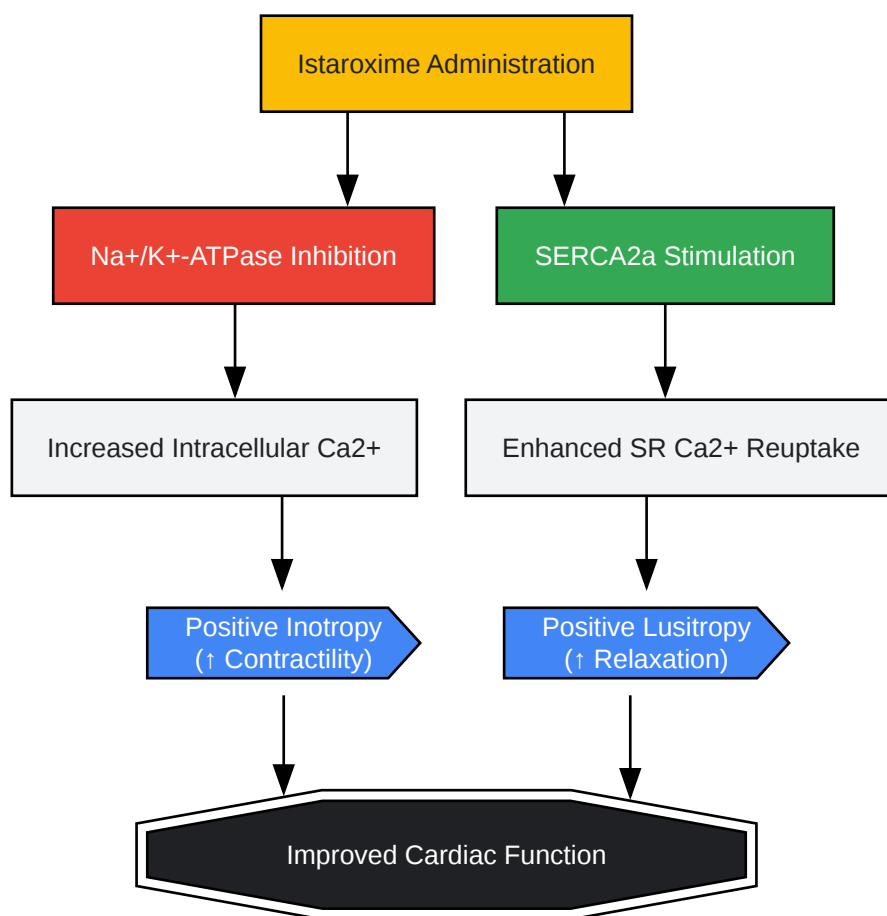 Istaroxime Administration
Na+/K+-ATPase Inhibition
SERCA2a Stimulation
Increased Intracellular Ca2+
Enhanced SR Ca2+ Reuptake
Positive Inotropy
(↑ Contractility)
Positive Lusitropy
(↑ Relaxation)
Improved Cardiac Function